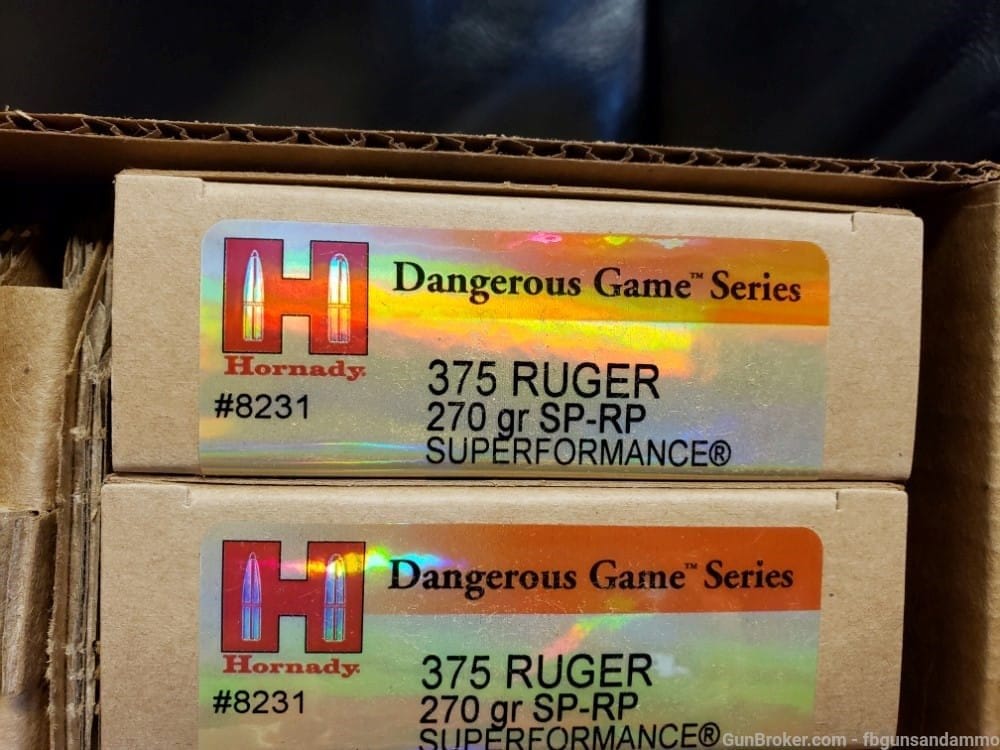 Dangerous Game™ Series
Hornady.
375 RUGER
#8231
270 gr SP-RP
SUPERFORMANCE®
Dangerous Game™ Series
Hornady.
375 RUGER
#8231
270 gr SP-RP
SUPERFORMANCE®
GunBroker.com - fbgunsandammo